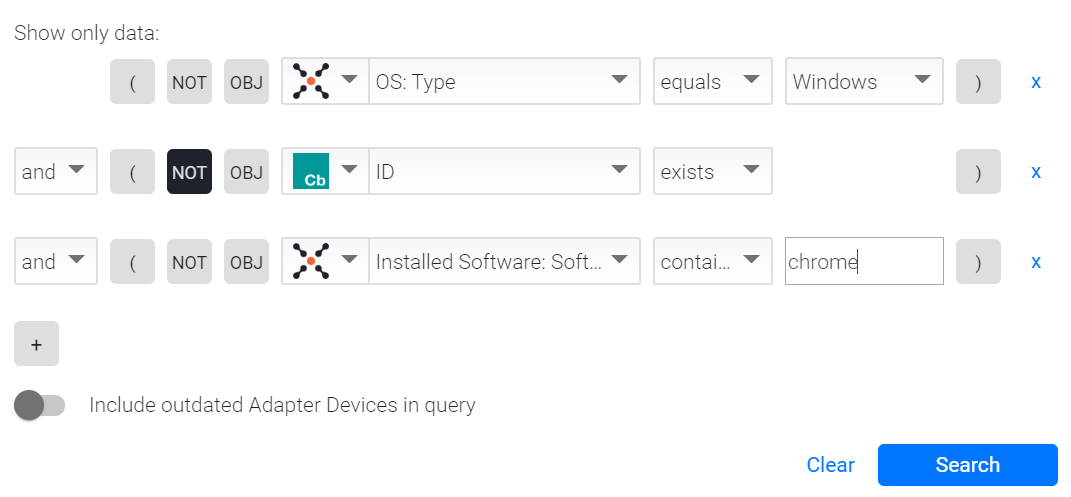 Show only data:
( NOT OBJ OS: Type equals Windows ) x
and ( NOT OBJ Cb ID exists ) x
and ( NOT OBJ Installed Software: Soft... contai... chrome ) x
+
Include outdated Adapter Devices in query
Clear Search